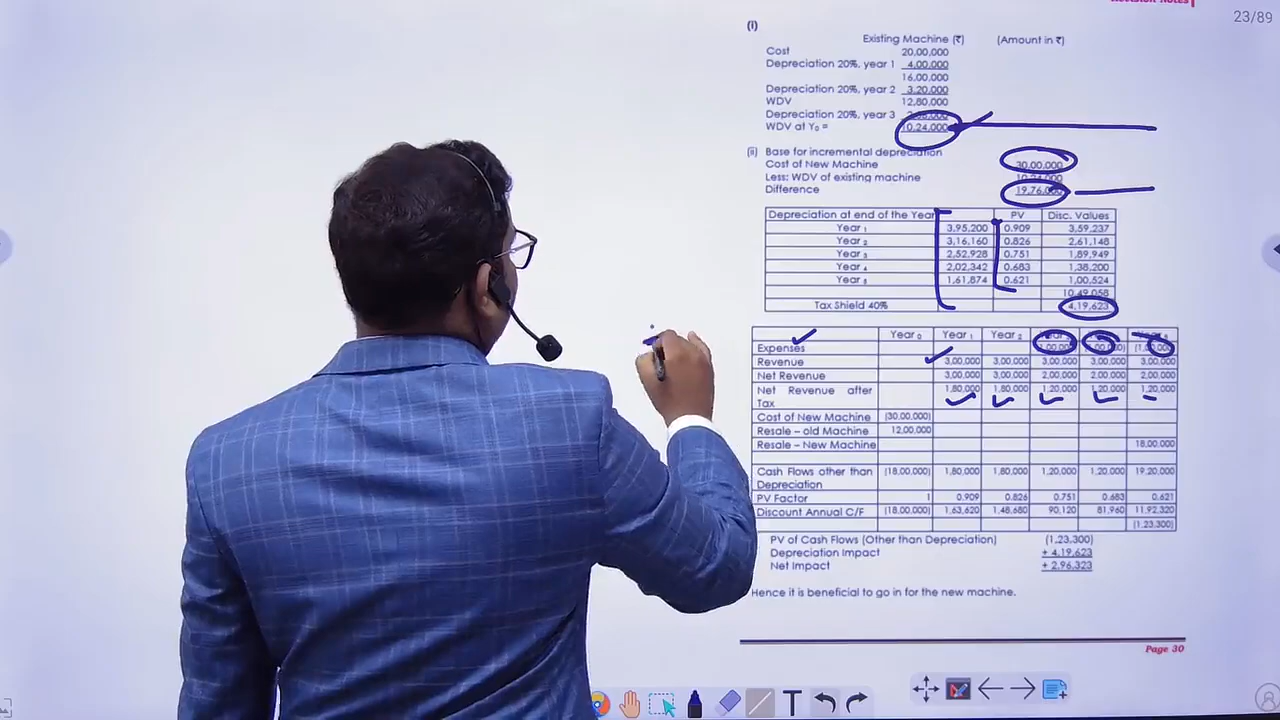 Revision Notes
23/89
(i)
Existing Machine (₹) (Amount in ₹)
Cost 20,00,000
Depreciation 20%, year 1 4,00,000
16,00,000
Depreciation 20%, year 2 3,20,000
WDV 12,80,000
Depreciation 20%, year 3
WDV at Y₀ = 10,24,000
(ii) Base for incremental depreciation
Cost of New Machine 30,00,000
Less: WDV of existing machine 10,24,000
Difference 19,76,000
Depreciation at end of the Year PV Disc. Values
Year 1 3,95,200 0.909 3,59,237
Year 2 3,16,160 0.826 2,61,148
Year 3 2,52,928 0.751 1,89,949
Year 4 2,02,342 0.683 1,38,200
Year 5 1,61,874 0.621 1,00,524
10,49,058
Tax Shield 40% 4,19,623
Year 0 Year 1 Year 2
Expenses
Revenue 3,00,000 3,00,000 3,00,000 3,00,000 3,00,000
Net Revenue 3,00,000 3,00,000 2,00,000 2,00,000 2,00,000
Net Revenue after 1,80,000 1,80,000 1,20,000 1,20,000 1,20,000
Tax
Cost of New Machine (30,00,000)
Resale – old Machine 12,00,000
Resale – New Machine 18,00,000
Cash Flows other than (18,00,000) 1,80,000 1,80,000 1,20,000 1,20,000 19,20,000
Depreciation
PV Factor 1 0.909 0.826 0.751 0.683 0.621
Discount Annual C/F (18,00,000) 1,63,620 1,48,680 90,120 81,960 11,92,320
(1,23,300)
PV of Cash Flows (Other than Depreciation) (1,23,300)
Depreciation Impact + 4,19,623
Net Impact + 2,96,323
Hence it is beneficial to go in for the new machine.
Page 30
T